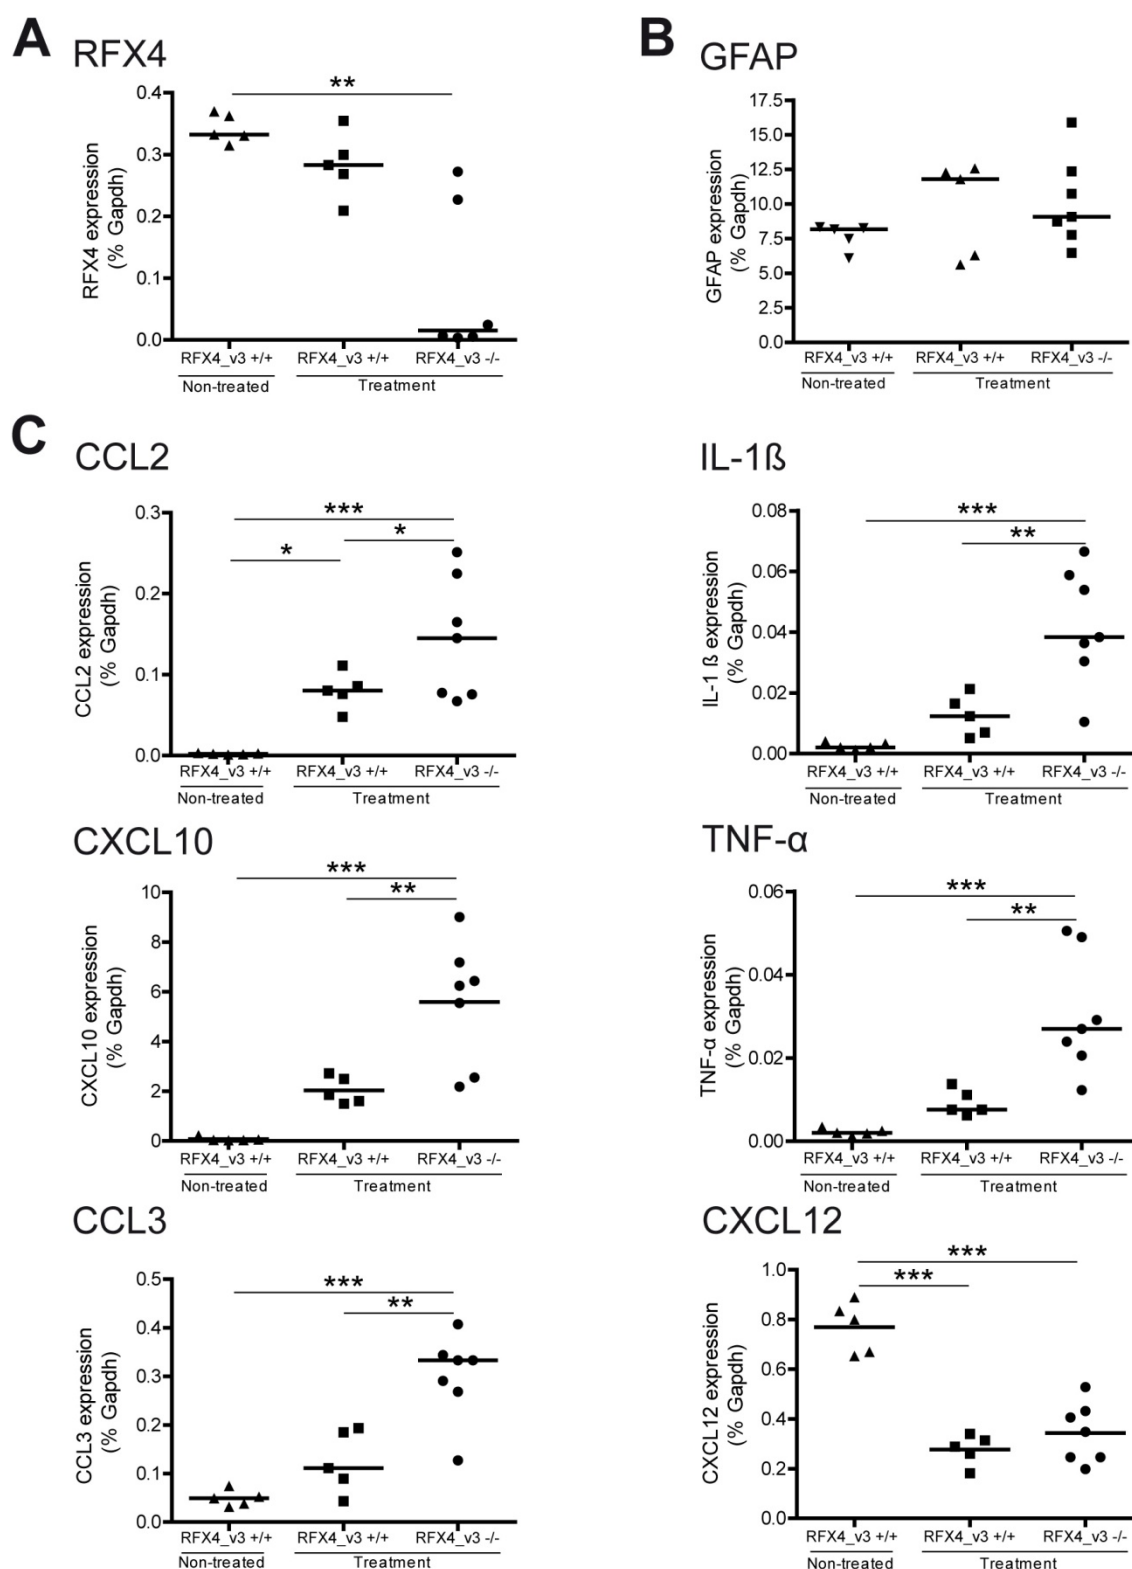 A RFX4
**
RFX4 expression
(% Gapdh)
0.4
0.3
0.2
0.1
0.0
RFX4_v3 +/+ RFX4_v3 +/+ RFX4_v3 -/-
Non-treated Treatment
B GFAP
GFAP expression
(% Gapdh)
17.5
15.0
12.5
10.0
7.5
5.0
2.5
0.0
RFX4_v3 +/+ RFX4_v3 +/+ RFX4_v3 -/-
Non-treated Treatment
C
CCL2
***
* *
CCL2 expression
(% Gapdh)
0.3
0.2
0.1
0.0
RFX4_v3 +/+ RFX4_v3 +/+ RFX4_v3 -/-
Non-treated Treatment
IL-1ß
***
**
IL-1 ß expression
(% Gapdh)
0.08
0.06
0.04
0.02
0.00
RFX4_v3 +/+ RFX4_v3 +/+ RFX4_v3 -/-
Non-treated Treatment
CXCL10
***
**
CXCL10 expression
(% Gapdh)
10
8
6
4
2
0
RFX4_v3 +/+ RFX4_v3 +/+ RFX4_v3 -/-
Non-treated Treatment
TNF-α
***
**
TNF-α expression
(% Gapdh)
0.06
0.04
0.02
0.00
RFX4_v3 +/+ RFX4_v3 +/+ RFX4_v3 -/-
Non-treated Treatment
CCL3
***
**
CCL3 expression
(% Gapdh)
0.5
0.4
0.3
0.2
0.1
0.0
RFX4_v3 +/+ RFX4_v3 +/+ RFX4_v3 -/-
Non-treated Treatment
CXCL12
***
***
CXCL12 expression
(% Gapdh)
1.0
0.8
0.6
0.4
0.2
0.0
RFX4_v3 +/+ RFX4_v3 +/+ RFX4_v3 -/-
Non-treated Treatment